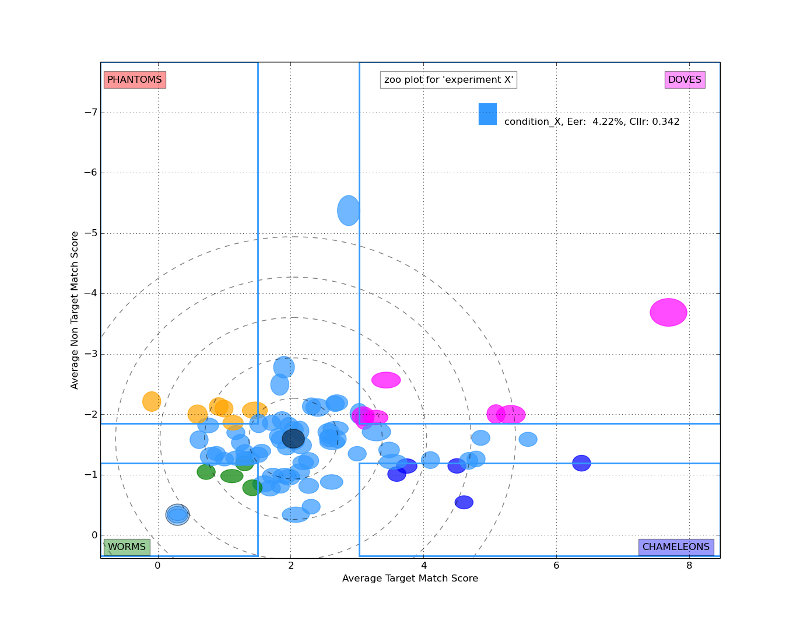 PHANTOMS
zoo plot for 'experiment X'
DOVES
condition_X, Eer:  4.22%, Cllr: 0.342
−7
−6
−5
−4
−3
−2
−1
0
Average Non Target Match Score
WORMS
CHAMELEONS
0 2 4 6 8
Average Target Match Score